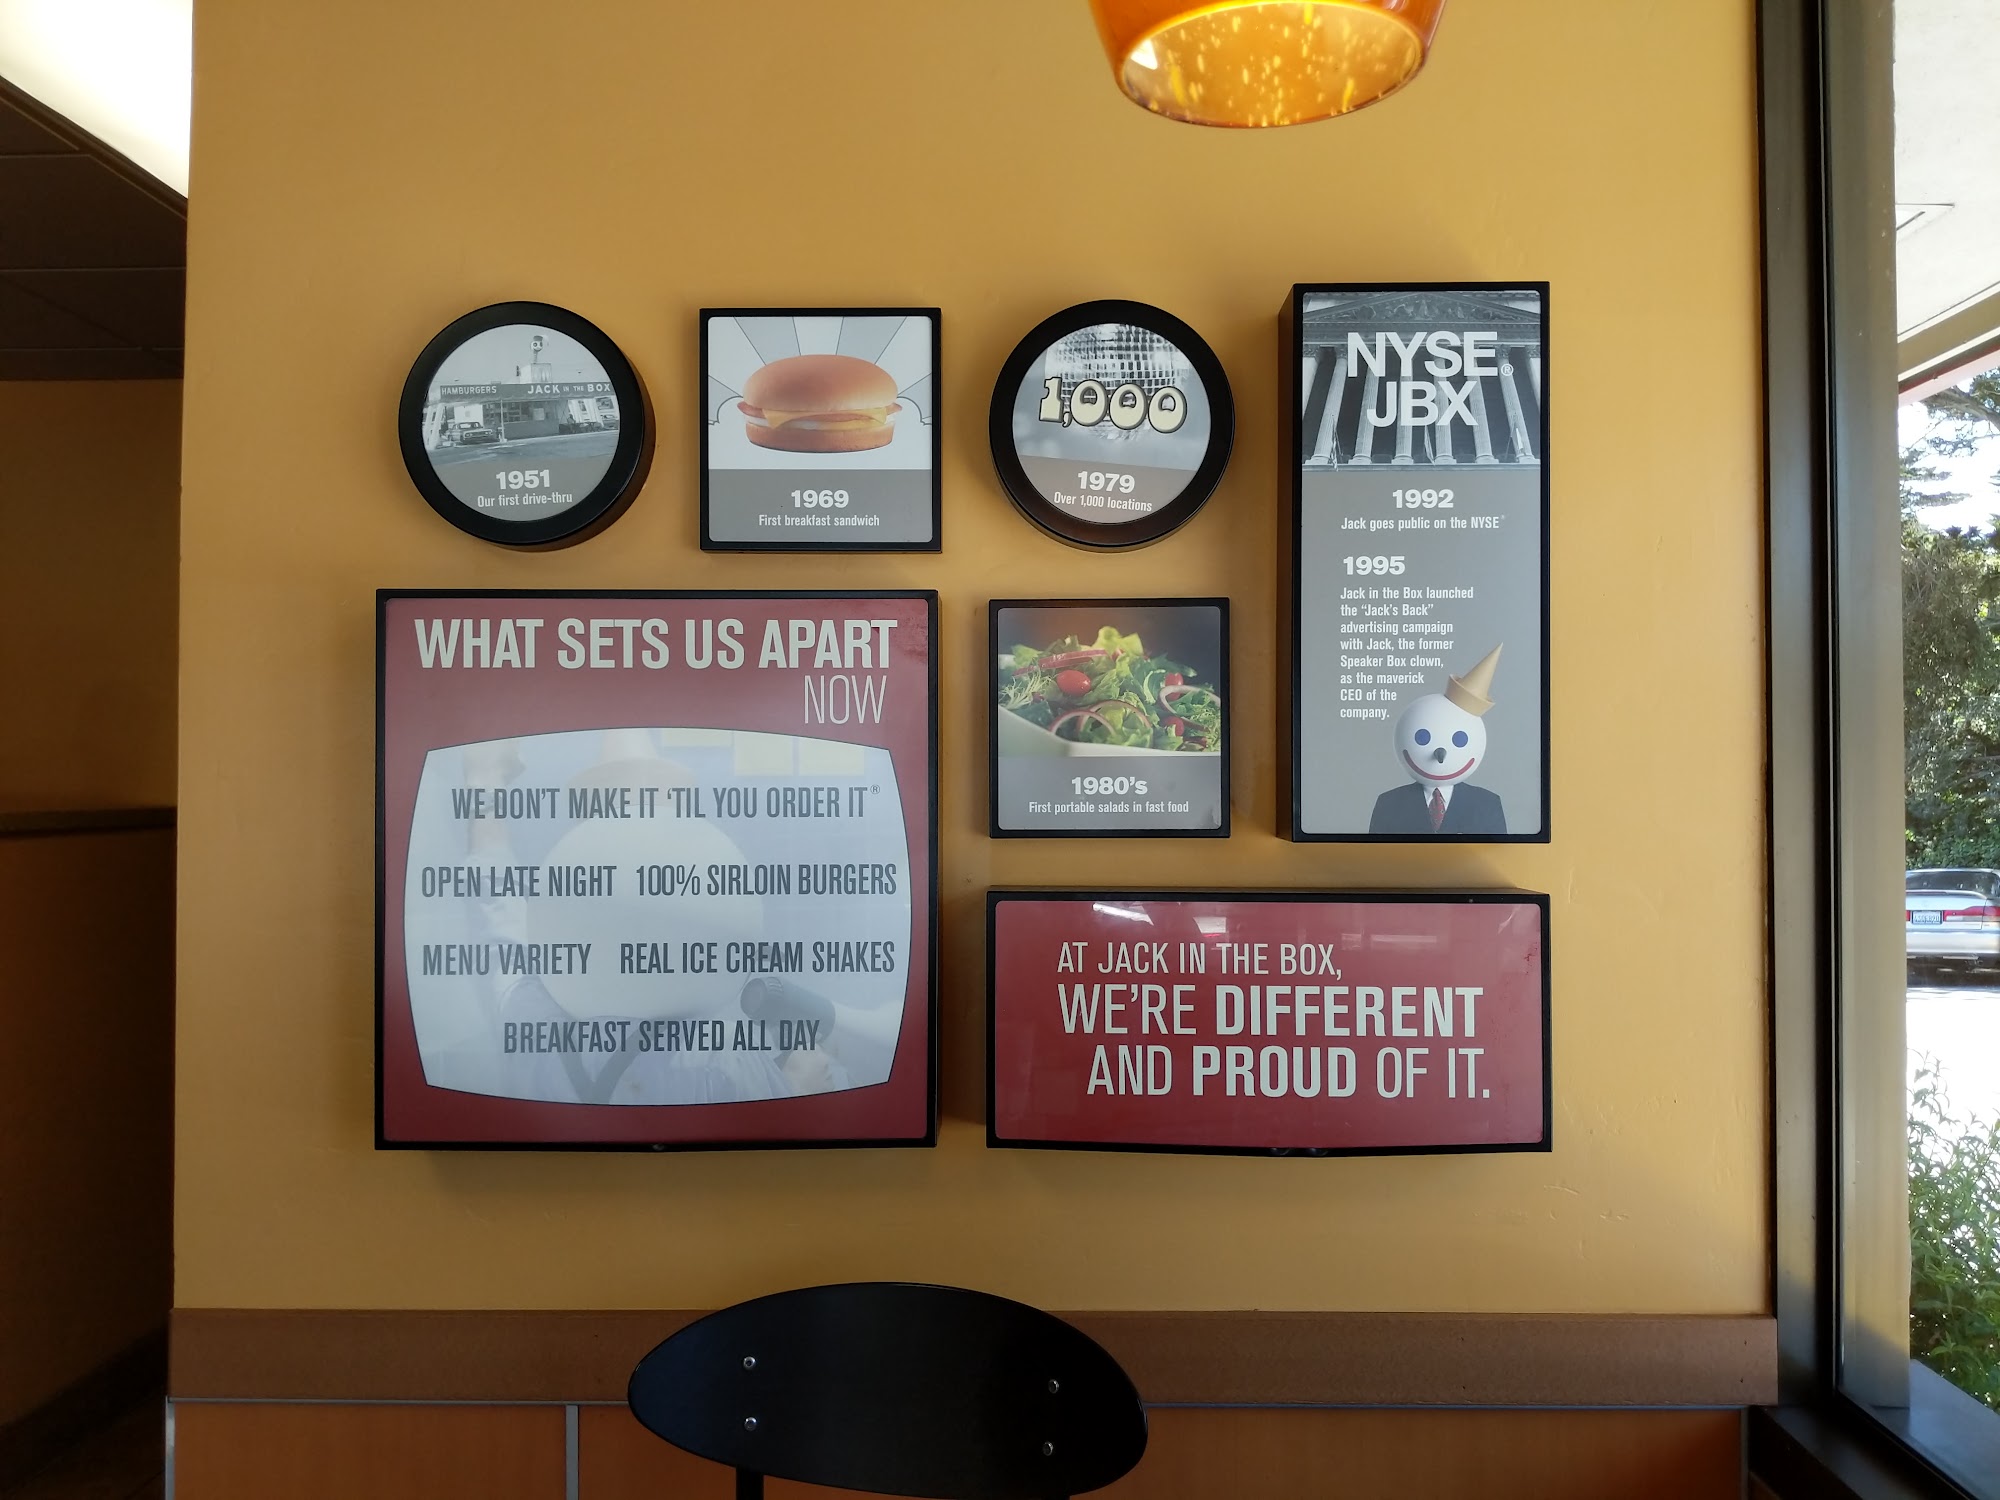 HAMBURGERS JACK IN THE BOX
1951
Our first drive-thru
1969
First breakfast sandwich
1,000
1979
Over 1,000 locations
NYSE®
JBX
1992
Jack goes public on the NYSE®
1995
Jack in the Box launched
the “Jack’s Back”
advertising campaign
with Jack, the former
Speaker Box clown,
as the maverick
CEO of the
company.
WHAT SETS US APART
NOW
WE DON’T MAKE IT ‘TIL YOU ORDER IT®
OPEN LATE NIGHT 100% SIRLOIN BURGERS
MENU VARIETY REAL ICE CREAM SHAKES
BREAKFAST SERVED ALL DAY
1980’s
First portable salads in fast food
AT JACK IN THE BOX,
WE’RE DIFFERENT
AND PROUD OF IT.